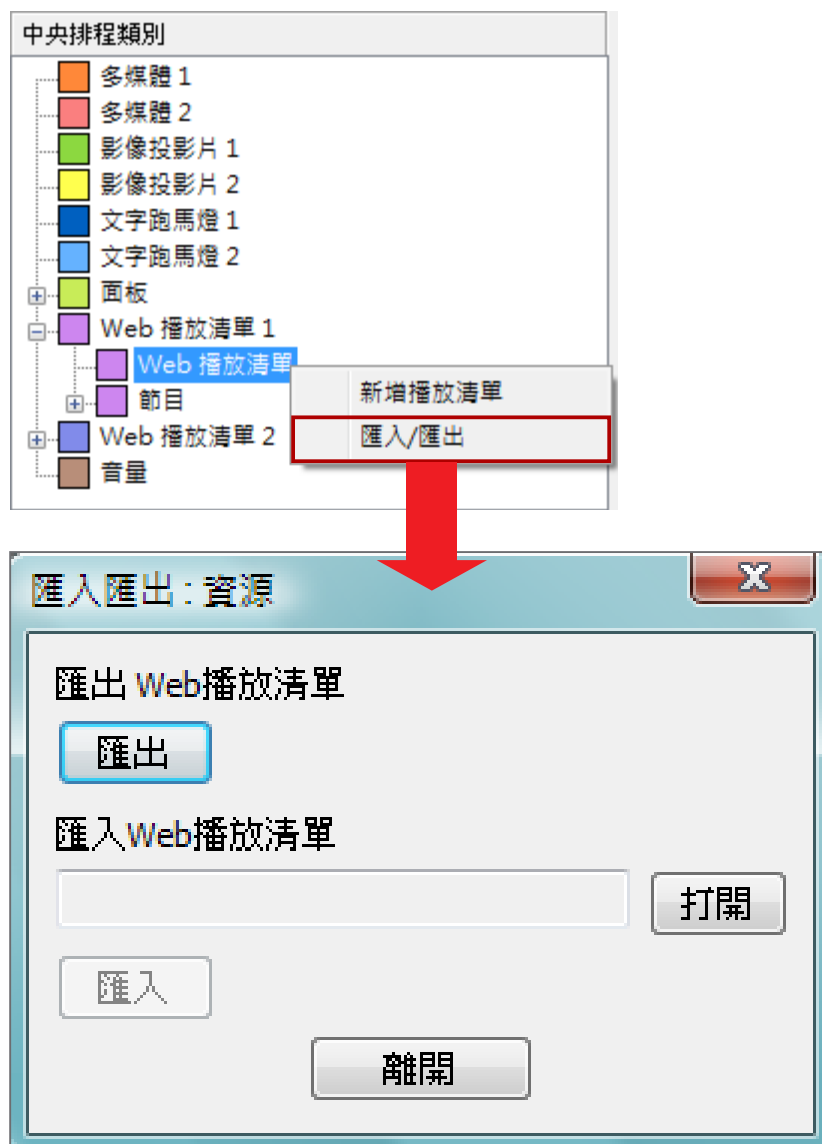 中央排程類別
多媒體 1
多媒體 2
影像投影片 1
影像投影片 2
文字跑馬燈 1
文字跑馬燈 2
面板
Web 播放清單 1
Web 播放清單
新增播放清單
節目
匯入/匯出
Web 播放清單 2
音量
匯入匯出 : 資源
匯出 Web播放清單
匯出
匯入Web播放清單
打開
匯入
離開